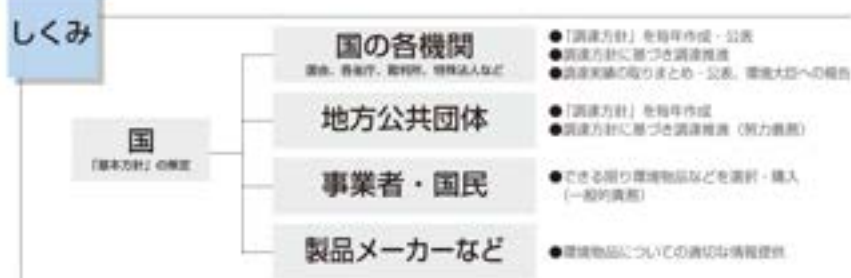 しくみ
国
「基本方針」の策定
国の各機関
国会、各省庁、裁判所、特殊法人など
●「調達方針」を毎年作成・公表
●調達方針に基づき調達推進
●調達実績の取りまとめ・公表、環境大臣への報告
地方公共団体
●「調達方針」を毎年作成
●調達方針に基づき調達推進（努力義務）
事業者・国民
●できる限り環境物品などを選択・購入
（一般的責務）
製品メーカーなど
●環境物品についての適切な情報提供